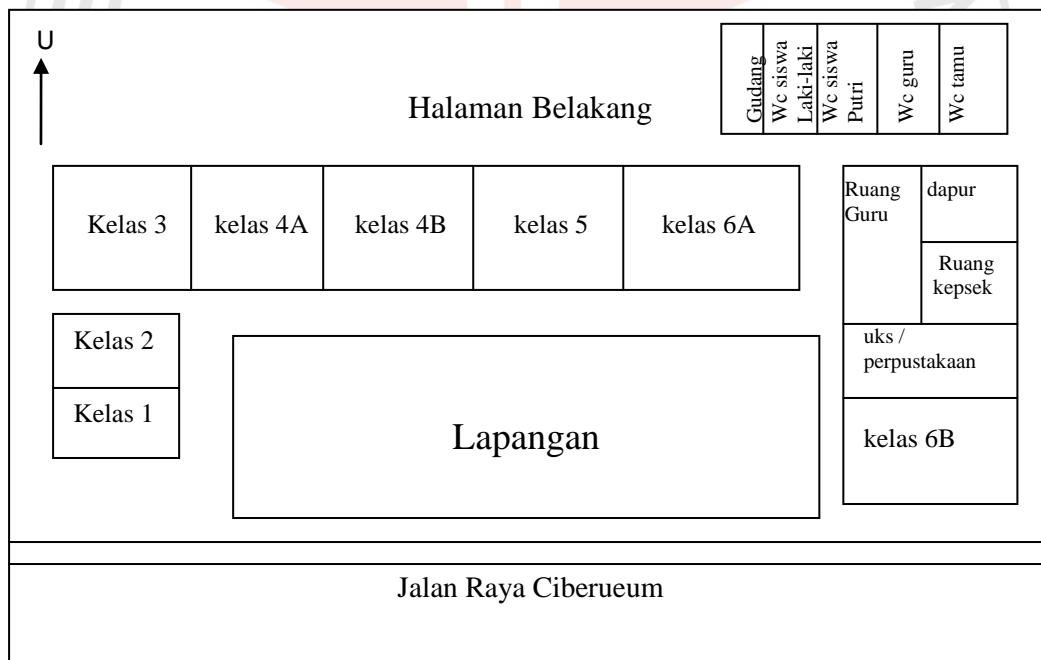 U
Gudang
Wc siswa
Laki-laki
Wc siswa
Putri
Wc guru
Wc tamu
Halaman Belakang
Kelas 3
kelas 4A
kelas 4B
kelas 5
kelas 6A
Ruang
Guru
dapur
Ruang
kepsek
Kelas 2
uks /
perpustakaan
Kelas 1
Lapangan
kelas 6B
Jalan Raya Ciberueum